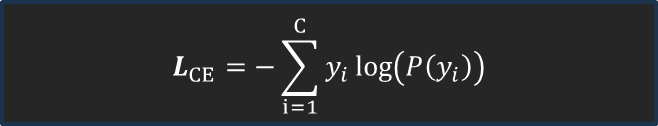 L_CE = −∑_{i=1}^{C} y_i log(P(y_i))